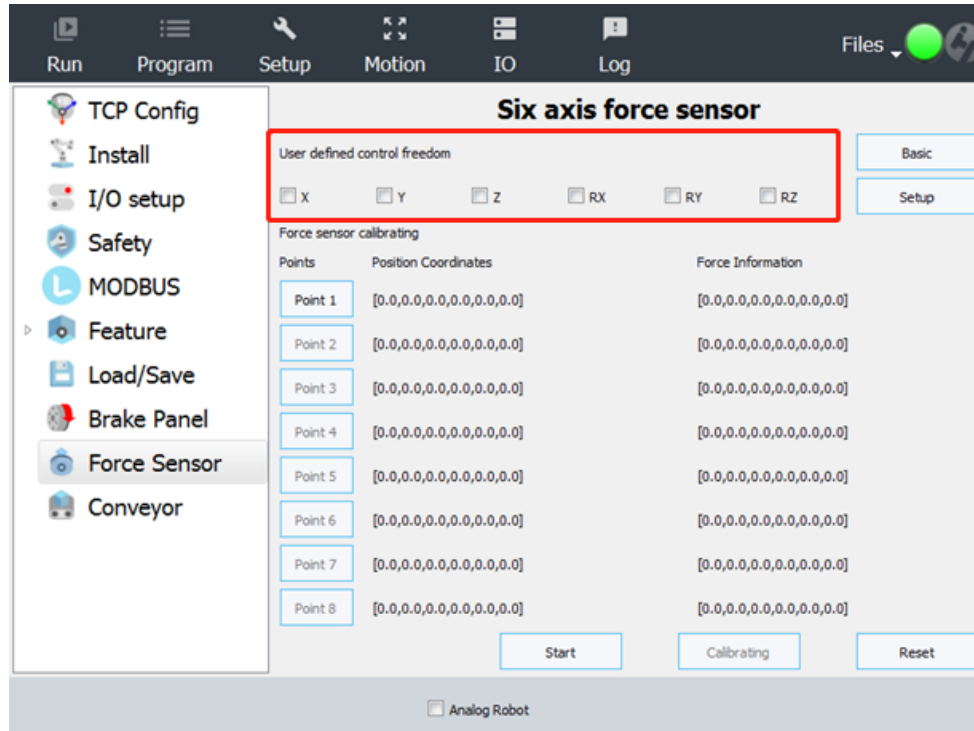 Run Program Setup Motion IO Log Files
TCP Config
Install
I/O setup
Safety
MODBUS
Feature
Load/Save
Brake Panel
Force Sensor
Conveyor
Six axis force sensor
User defined control freedom
X Y Z RX RY RZ
Basic
Setup
Force sensor calibrating
Points Position Coordinates Force Information
Point 1 [0.0,0.0,0.0,0.0,0.0,0.0] [0.0,0.0,0.0,0.0,0.0,0.0]
Point 2 [0.0,0.0,0.0,0.0,0.0,0.0] [0.0,0.0,0.0,0.0,0.0,0.0]
Point 3 [0.0,0.0,0.0,0.0,0.0,0.0] [0.0,0.0,0.0,0.0,0.0,0.0]
Point 4 [0.0,0.0,0.0,0.0,0.0,0.0] [0.0,0.0,0.0,0.0,0.0,0.0]
Point 5 [0.0,0.0,0.0,0.0,0.0,0.0] [0.0,0.0,0.0,0.0,0.0,0.0]
Point 6 [0.0,0.0,0.0,0.0,0.0,0.0] [0.0,0.0,0.0,0.0,0.0,0.0]
Point 7 [0.0,0.0,0.0,0.0,0.0,0.0] [0.0,0.0,0.0,0.0,0.0,0.0]
Point 8 [0.0,0.0,0.0,0.0,0.0,0.0] [0.0,0.0,0.0,0.0,0.0,0.0]
Start Calibrating Reset
Analog Robot